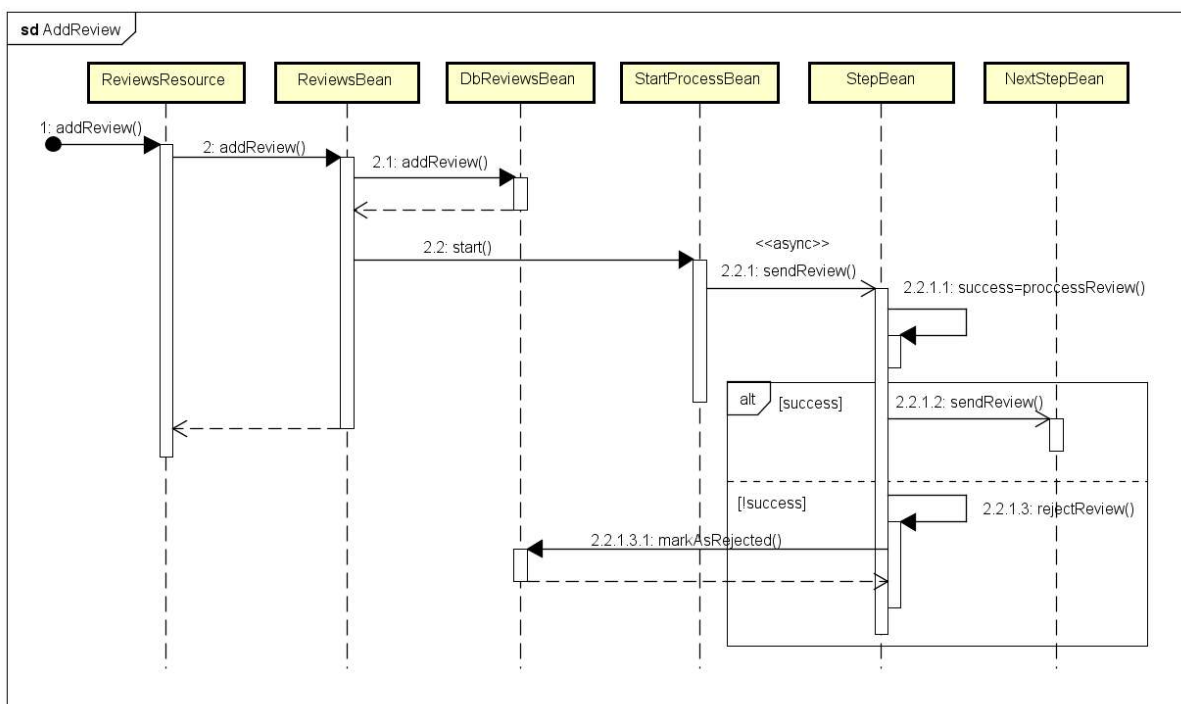 sd AddReview
ReviewsResource
ReviewsBean
DbReviewsBean
StartProcessBean
StepBean
NextStepBean
1: addReview()
2: addReview()
2.1: addReview()
2.2: start()
<<async>>
2.2.1: sendReview()
2.2.1.1: success=proccessReview()
alt
[success]
2.2.1.2: sendReview()
[!success]
2.2.1.3: rejectReview()
2.2.1.3.1: markAsRejected()